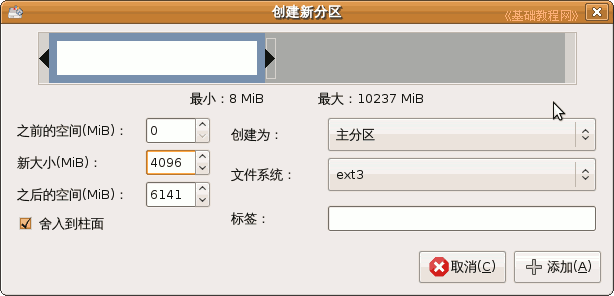 创建新分区
《基础教程网》
最小：8 MiB 最大：10237 MiB
之前的空间(MiB)： 0
创建为： 主分区
新大小(MiB)： 4096
文件系统： ext3
之后的空间(MiB)： 6141
标签：
舍入到柱面
取消(C) 添加(A)